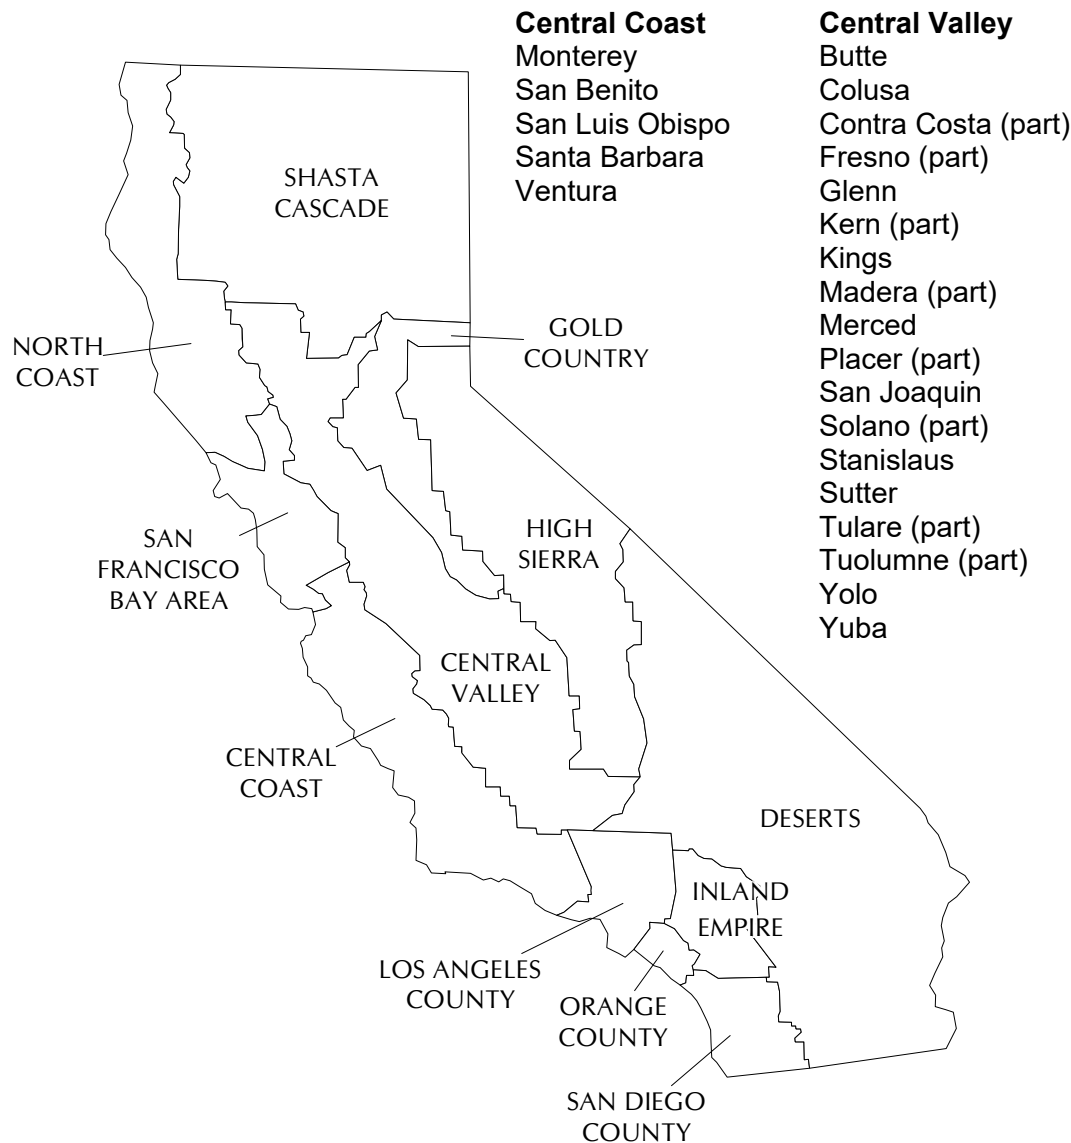 Central Coast
Monterey
San Benito
San Luis Obispo
Santa Barbara
Ventura
Central Valley
Butte
Colusa
Contra Costa (part)
Fresno (part)
Glenn
Kern (part)
Kings
Madera (part)
Merced
Placer (part)
San Joaquin
Solano (part)
Stanislaus
Sutter
Tulare (part)
Tuolumne (part)
Yolo
Yuba
SHASTA
CASCADE
NORTH
COAST
GOLD
COUNTRY
SAN
FRANCISCO
BAY AREA
HIGH
SIERRA
CENTRAL
VALLEY
CENTRAL
COAST
DESERTS
INLAND
EMPIRE
LOS ANGELES
COUNTY
ORANGE
COUNTY
SAN DIEGO
COUNTY